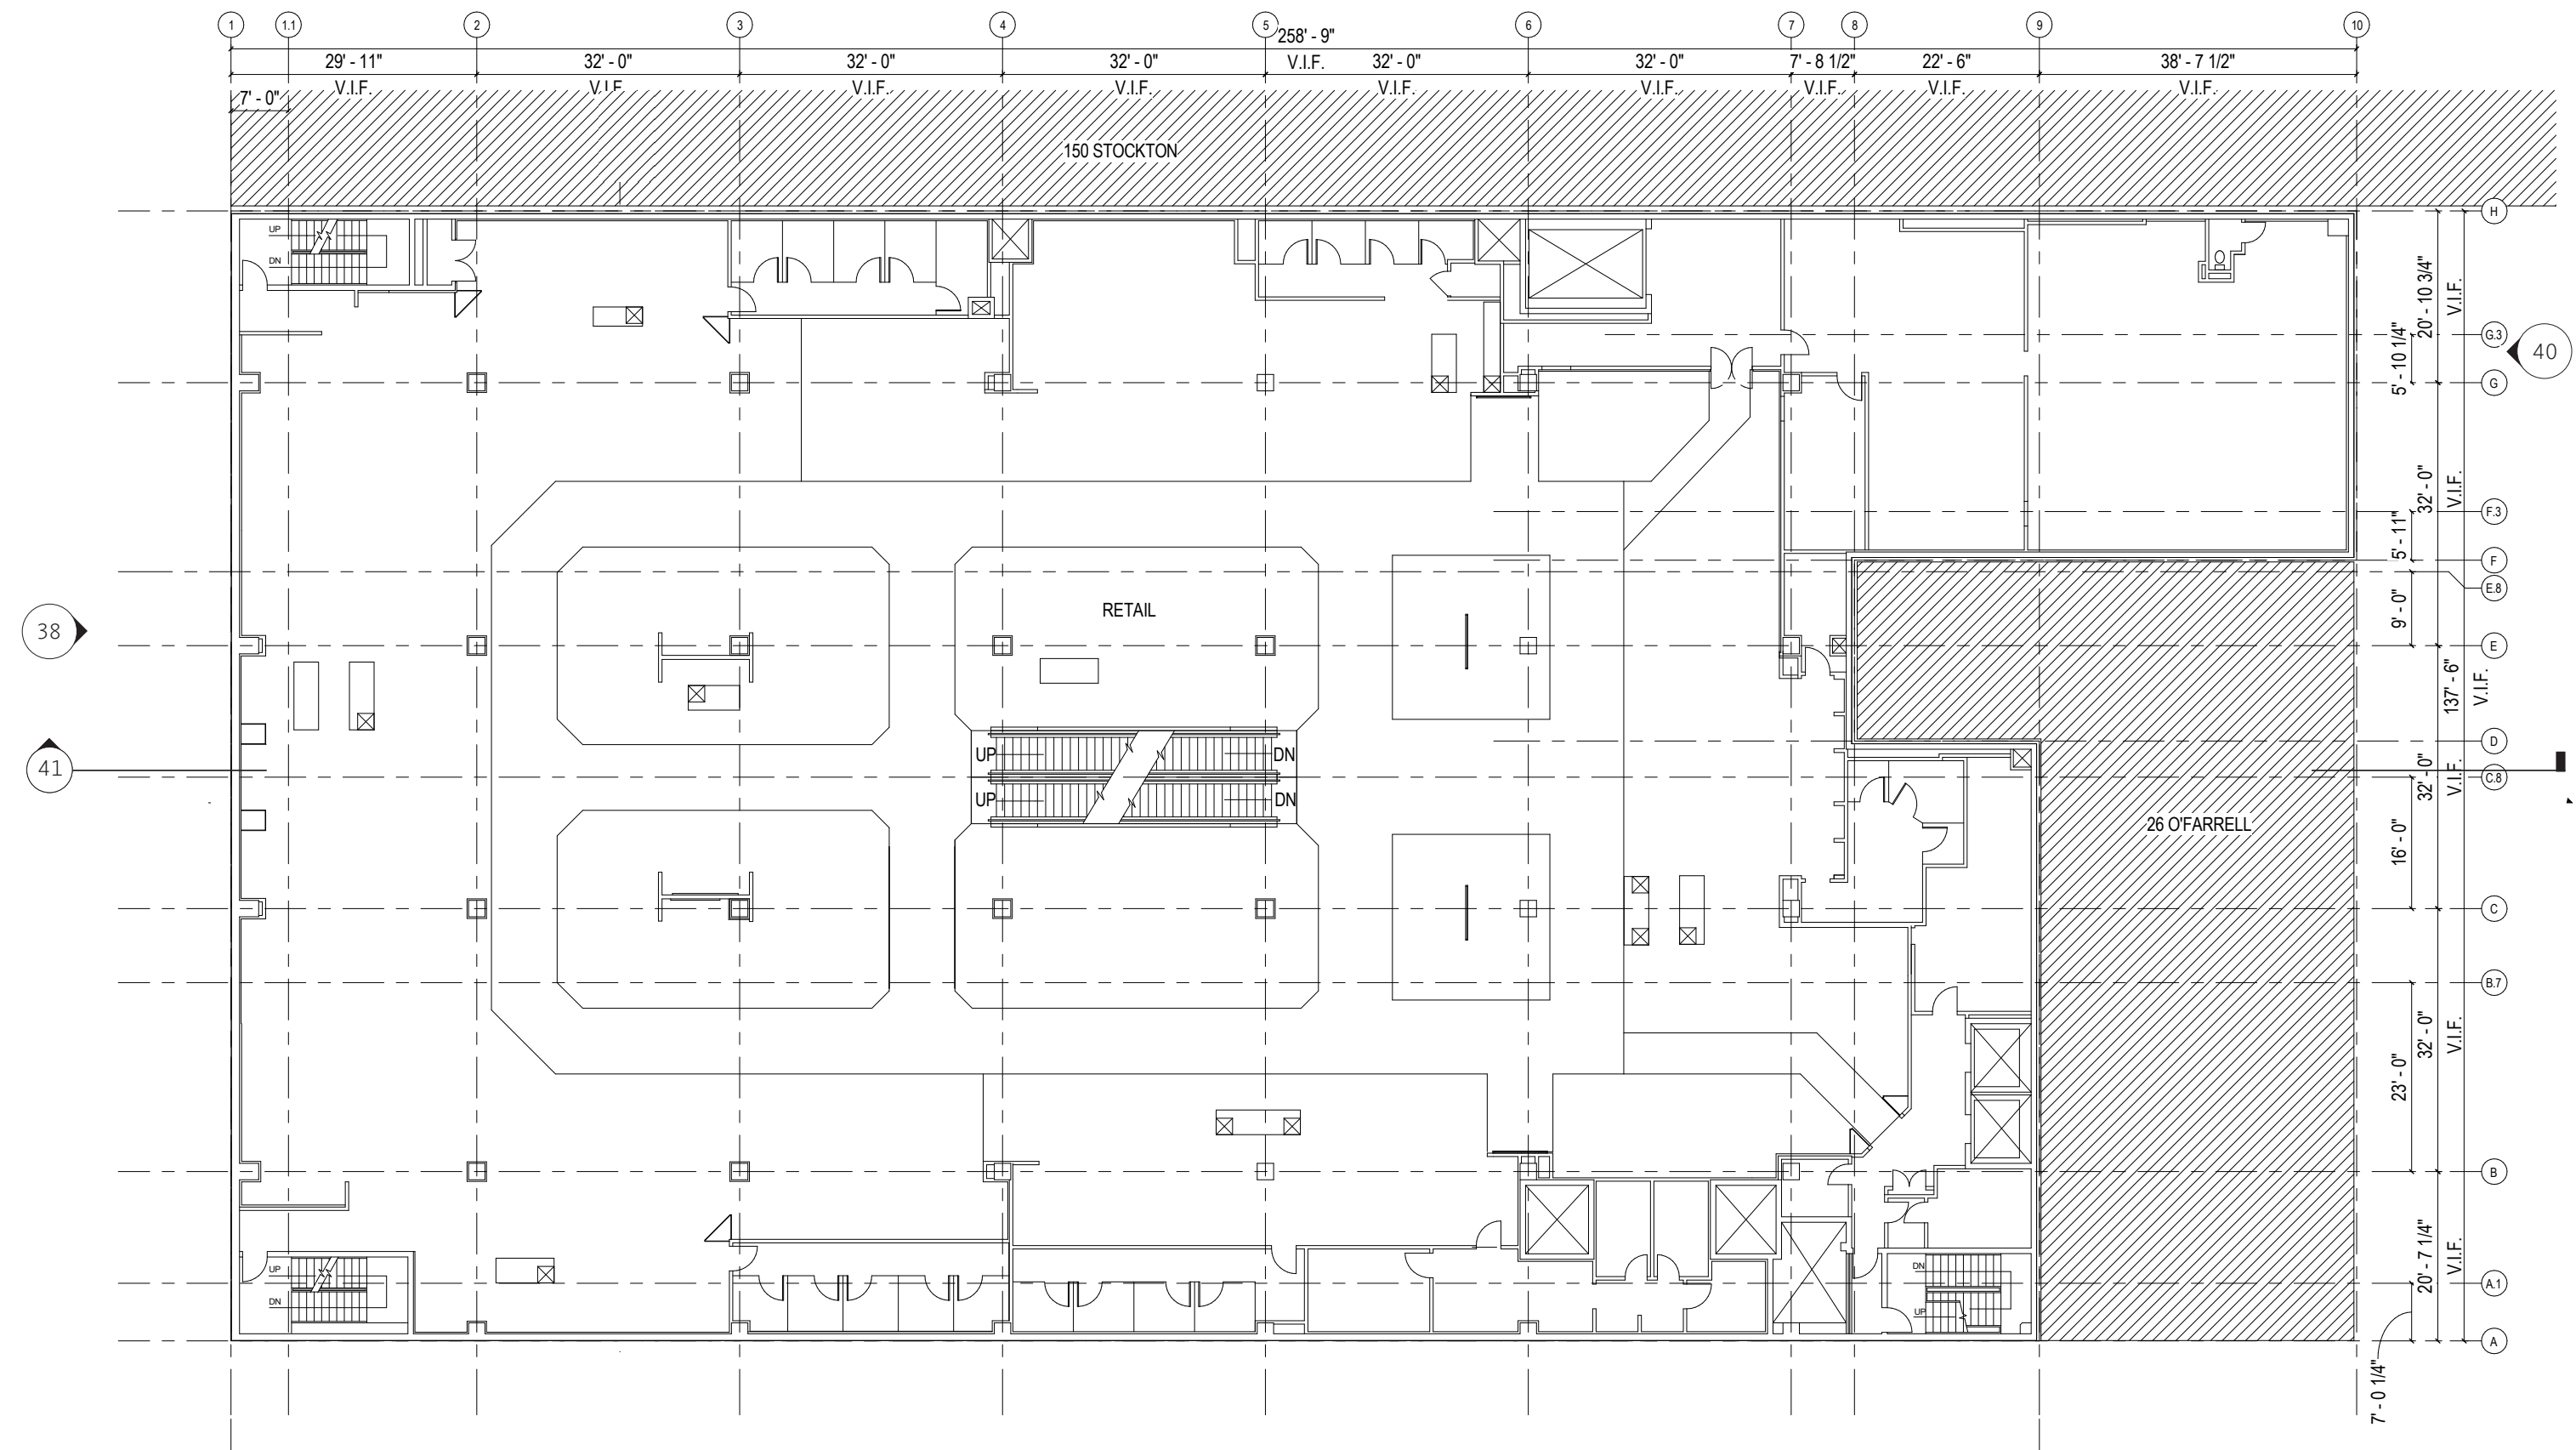 1 1.1 2 3 4 5 6 7 8 9 10
258' - 9"
V.I.F.
29' - 11" 32' - 0" 32' - 0" 32' - 0" 32' - 0" 32' - 0" 7' - 8 1/2" 22' - 6" 38' - 7 1/2"
V.I.F. V.I.F. V.I.F. V.I.F. V.I.F. V.I.F. V.I.F. V.I.F. V.I.F.
7' - 0"
150 STOCKTON
H
UP
DN
20' - 10 3/4"
V.I.F.
G.3
5' - 10 1/4"
40
G
32' - 0"
V.I.F.
F.3
5' - 11"
F
E.8
9' - 0"
RETAIL
38
E
137' - 6"
V.I.F.
D
UP DN
41
32' - 0"
V.I.F.
C.8
UP DN
26 O'FARRELL
16' - 0"
C
B.7
32' - 0"
V.I.F.
23' - 0"
B
20' - 7 1/4"
V.I.F.
UP
DN
DN
UP
A.1
A
7' - 0 1/4"